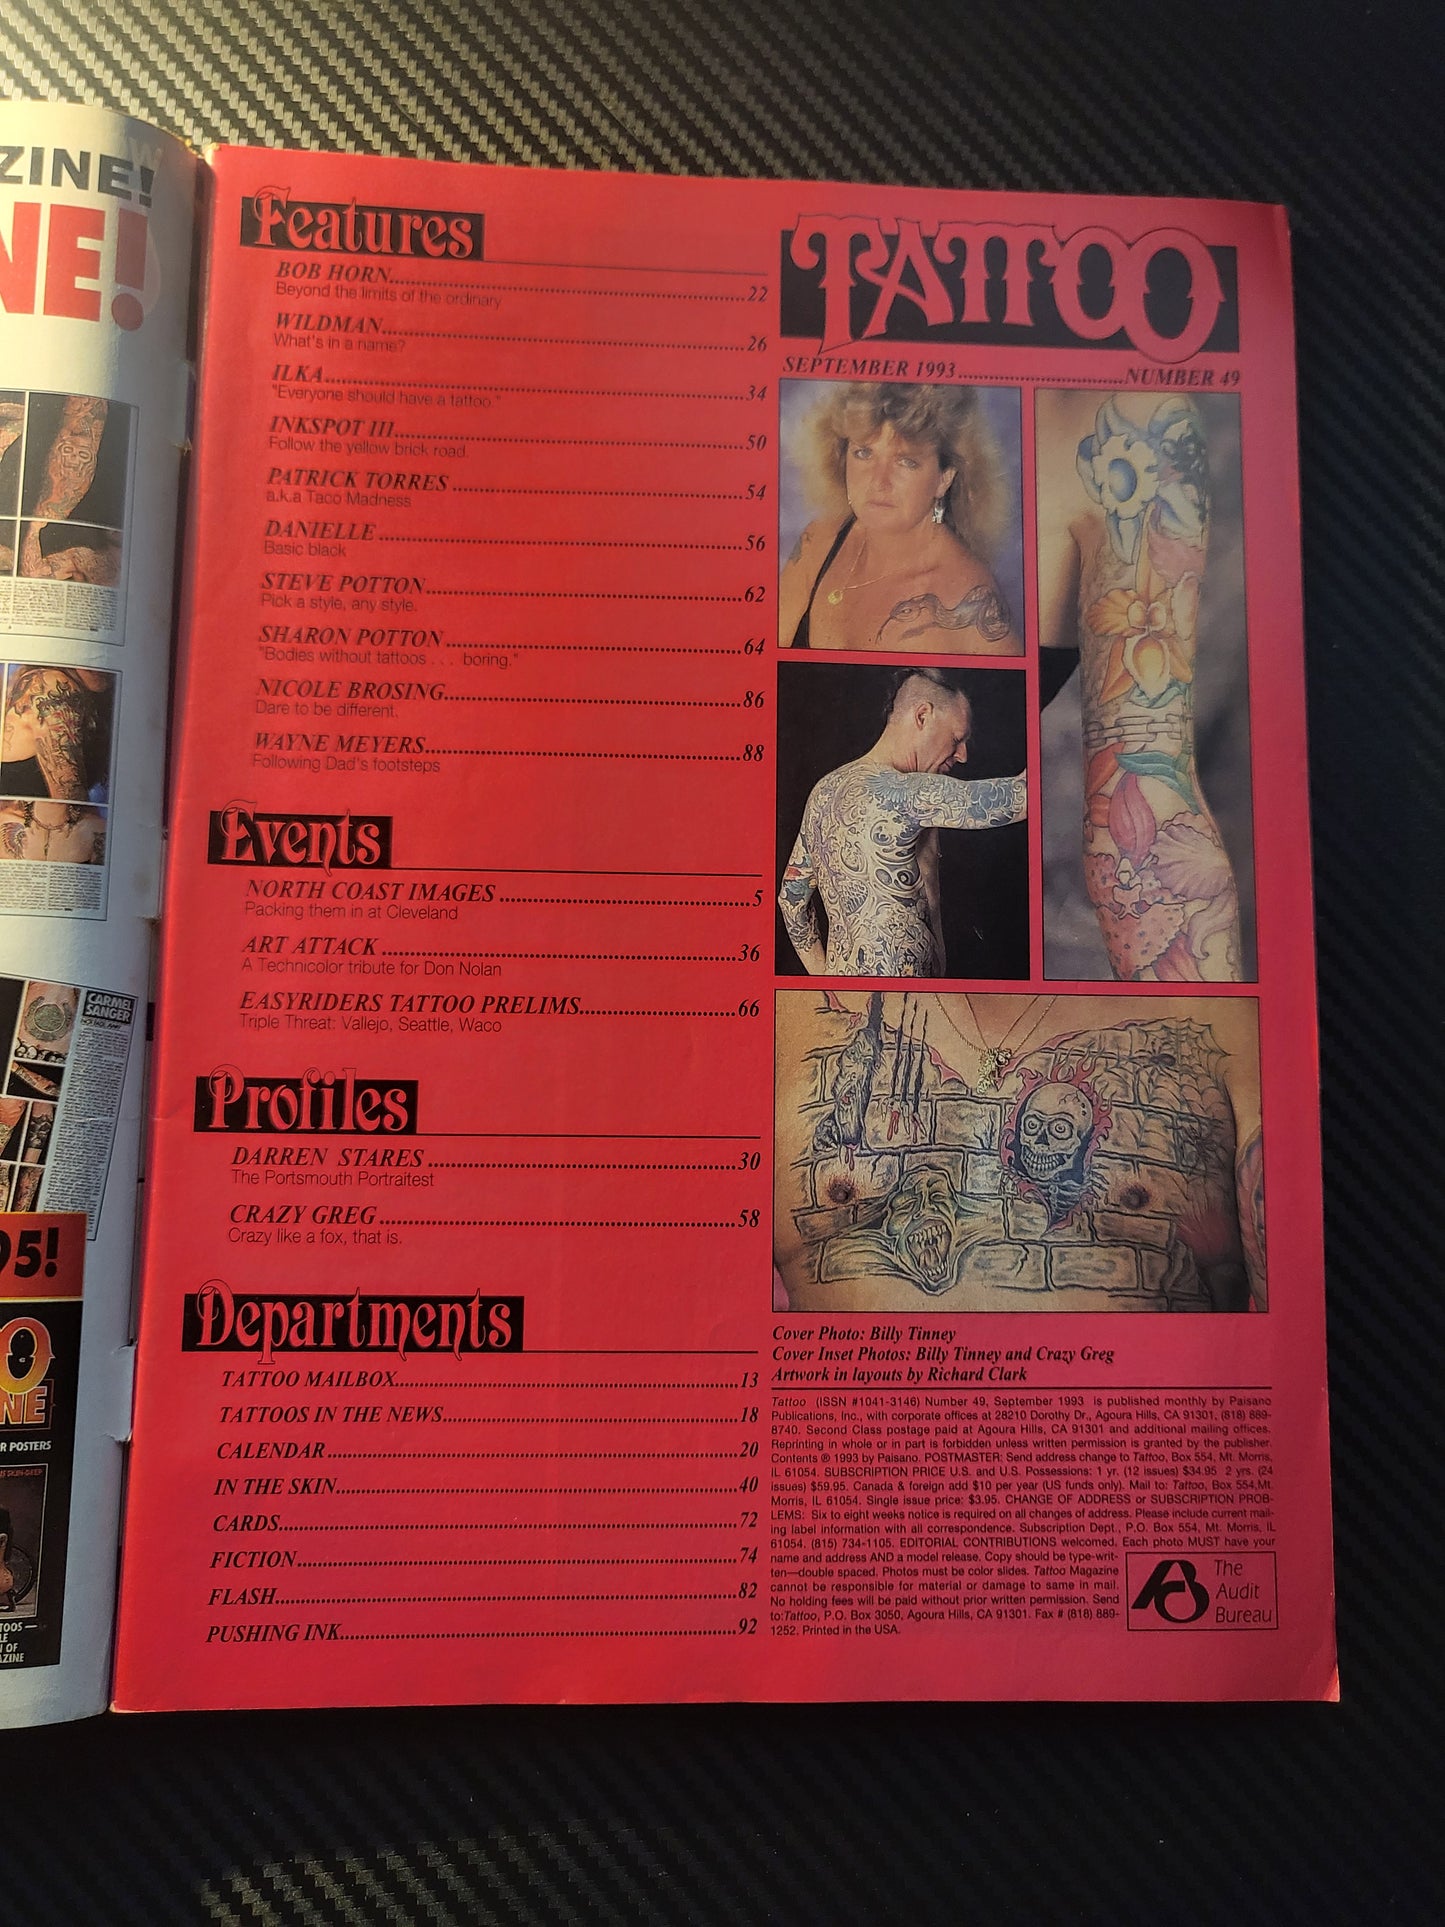 ZINE!
NE!
CARMEL
SANGER
95!
R POSTERS
Features
BOB HORN..........22
Beyond the limits of the ordinary
WILDMAN..........26
What's in a name?
ILKA..........34
"Everyone should have a tattoo."
INKSPOT III..........50
Follow the yellow brick road.
PATRICK TORRES..........54
a.k.a Taco Madness
DANIELLE..........56
Basic black
STEVE POTTON..........62
Pick a style, any style.
SHARON POTTON..........64
"Bodies without tattoos . . . boring."
NICOLE BROSING..........86
Dare to be different.
WAYNE MEYERS..........88
Following Dad's footsteps
Events
NORTH COAST IMAGES..........5
Packing them in at Cleveland
ART ATTACK..........36
A Technicolor tribute for Don Nolan
EASYRIDERS TATTOO PRELIMS..........66
Triple Threat: Vallejo, Seattle, Waco
Profiles
DARREN STARES..........30
The Portsmouth Portraitest
CRAZY GREG..........58
Crazy like a fox, that is.
Departments
TATTOO MAILBOX..........13
TATTOOS IN THE NEWS..........18
CALENDAR..........20
IN THE SKIN..........40
CARDS..........72
FICTION..........74
FLASH..........82
PUSHING INK..........92
TATTOO
SEPTEMBER 1993..........NUMBER 49
Cover Photo: Billy Tinney
Cover Inset Photos: Billy Tinney and Crazy Greg
Artwork in layouts by Richard Clark
Tattoo (ISSN #1041-3146) Number 49, September 1993 is published monthly by Paisano
Publications, Inc., with corporate offices at 28210 Dorothy Dr., Agoura Hills, CA 91301, (818) 889-
8740. Second Class postage paid at Agoura Hills, CA 91301 and additional mailing offices.
Reprinting in whole or in part is forbidden unless written permission is granted by the publisher.
Contents ® 1993 by Paisano. POSTMASTER: Send address change to Tattoo, Box 554, Mt. Morris,
IL 61054. SUBSCRIPTION PRICE U.S. and U.S. Possessions: 1 yr. (12 issues) $34.95 2 yrs. (24
issues) $59.95. Canada & foreign add $10 per year (US funds only). Mail to: Tattoo, Box 554,Mt.
Morris, IL 61054. Single issue price: $3.95. CHANGE OF ADDRESS or SUBSCRIPTION PROB-
LEMS: Six to eight weeks notice is required on all changes of address. Please include current mail-
ing label information with all correspondence. Subscription Dept., P.O. Box 554, Mt. Morris, IL
61054. (815) 734-1105. EDITORIAL CONTRIBUTIONS welcomed. Each photo MUST have your
name and address AND a model release. Copy should be type-writ-
ten—double spaced. Photos must be color slides. Tattoo Magazine
cannot be responsible for material or damage to same in mail.
No holding fees will be paid without prior written permission. Send
to:Tattoo, P.O. Box 3050, Agoura Hills, CA 91301. Fax # (818) 889-
1252. Printed in the USA.
The
Audit
Bureau